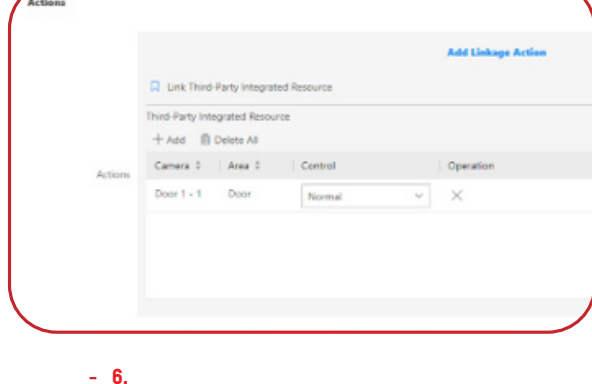 Actions
Add Linkage Action
Link Third-Party Integrated Resource
Third-Party Integrated Resource
+ Add Delete All
Camera Area Control Operation
Actions
Door 1 - 1 Door Normal
- 6.